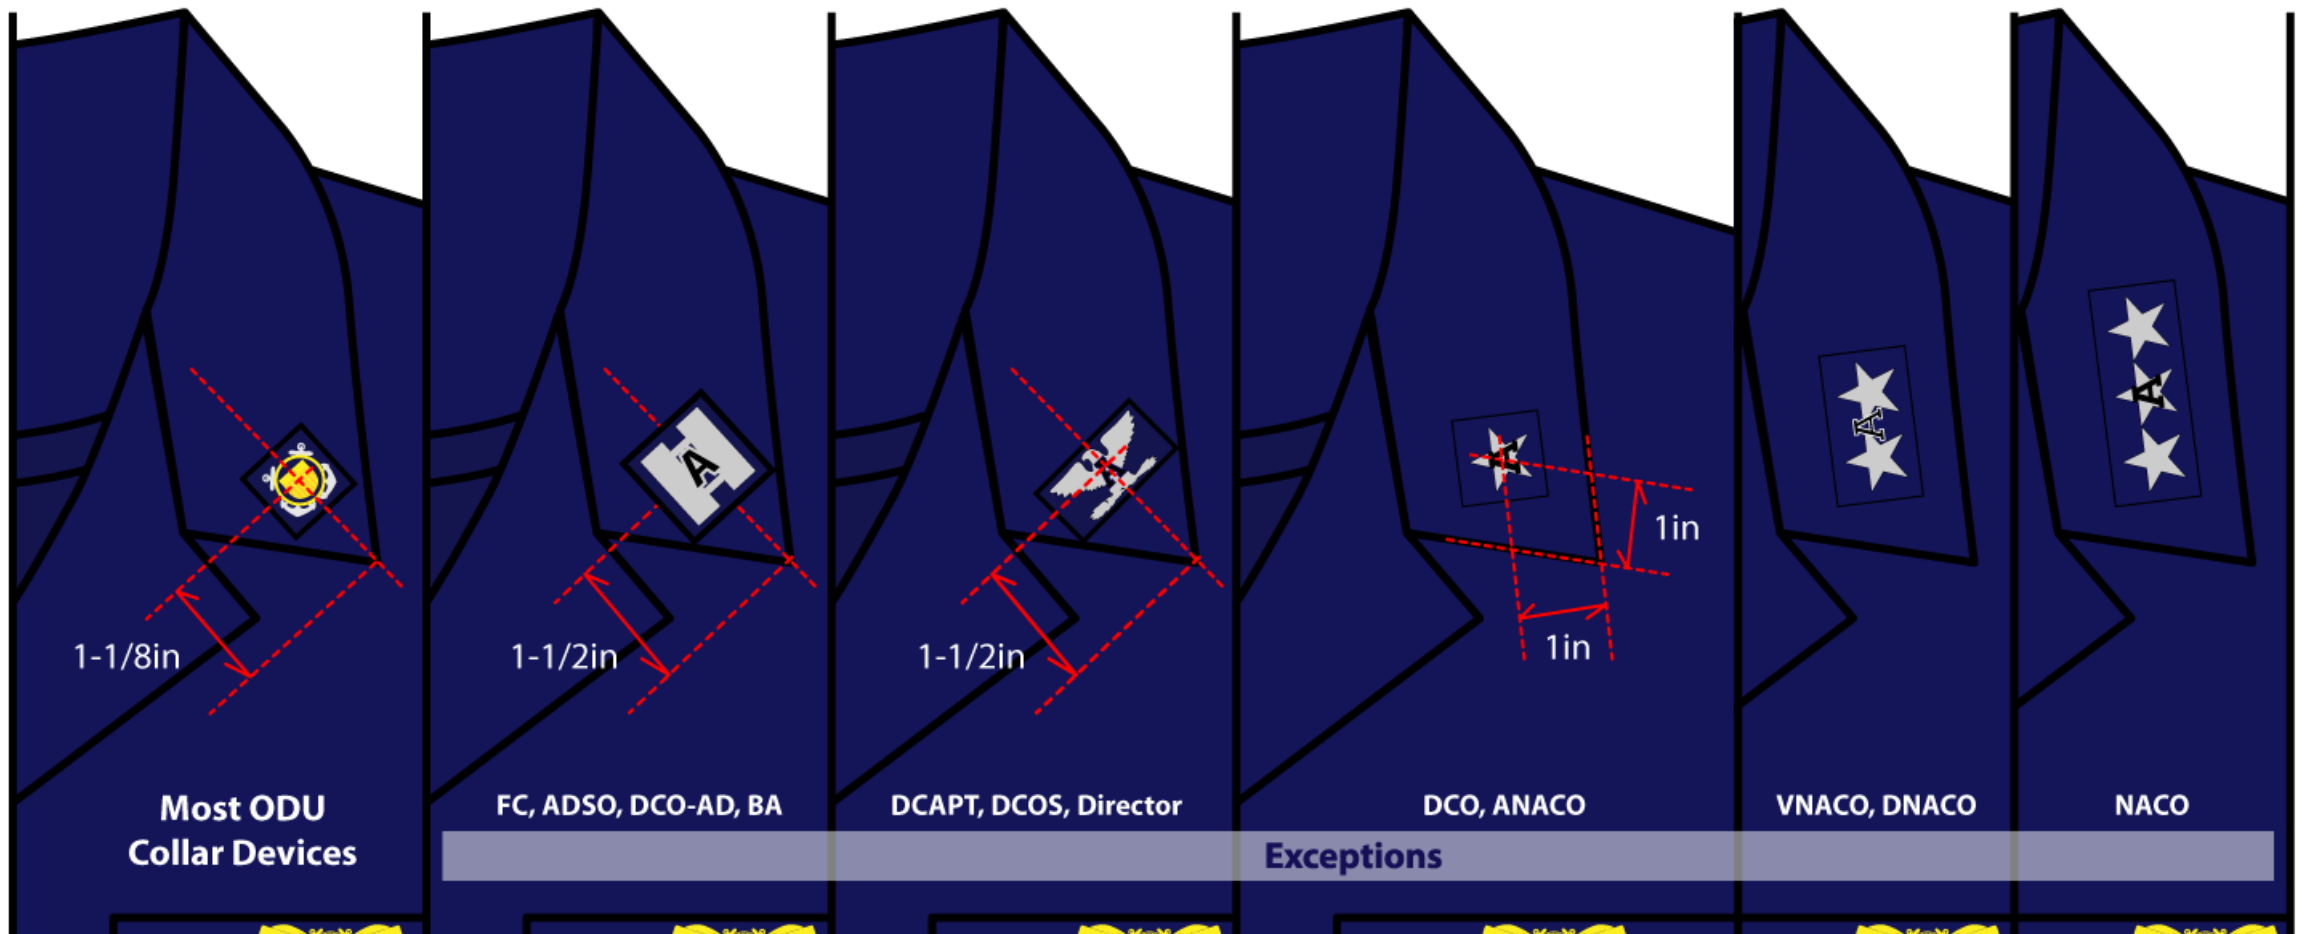 A
A
A
A
A
1in
1in
1-1/8in
1-1/2in
1-1/2in
Most ODU
Collar Devices
FC, ADSO, DCO-AD, BA
DCAPT, DCOS, Director
DCO, ANACO
VNACO, DNACO
NACO
Exceptions